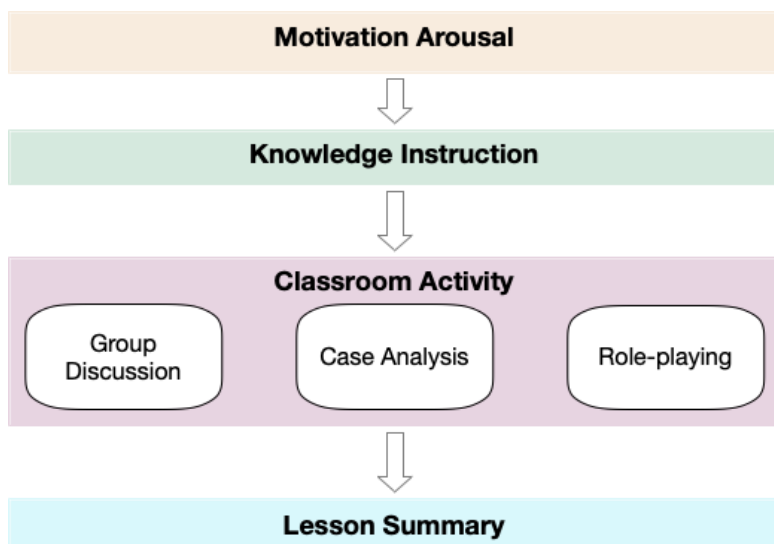 Motivation Arousal
Knowledge Instruction
Classroom Activity
Group
Discussion
Case Analysis
Role-playing
Lesson Summary